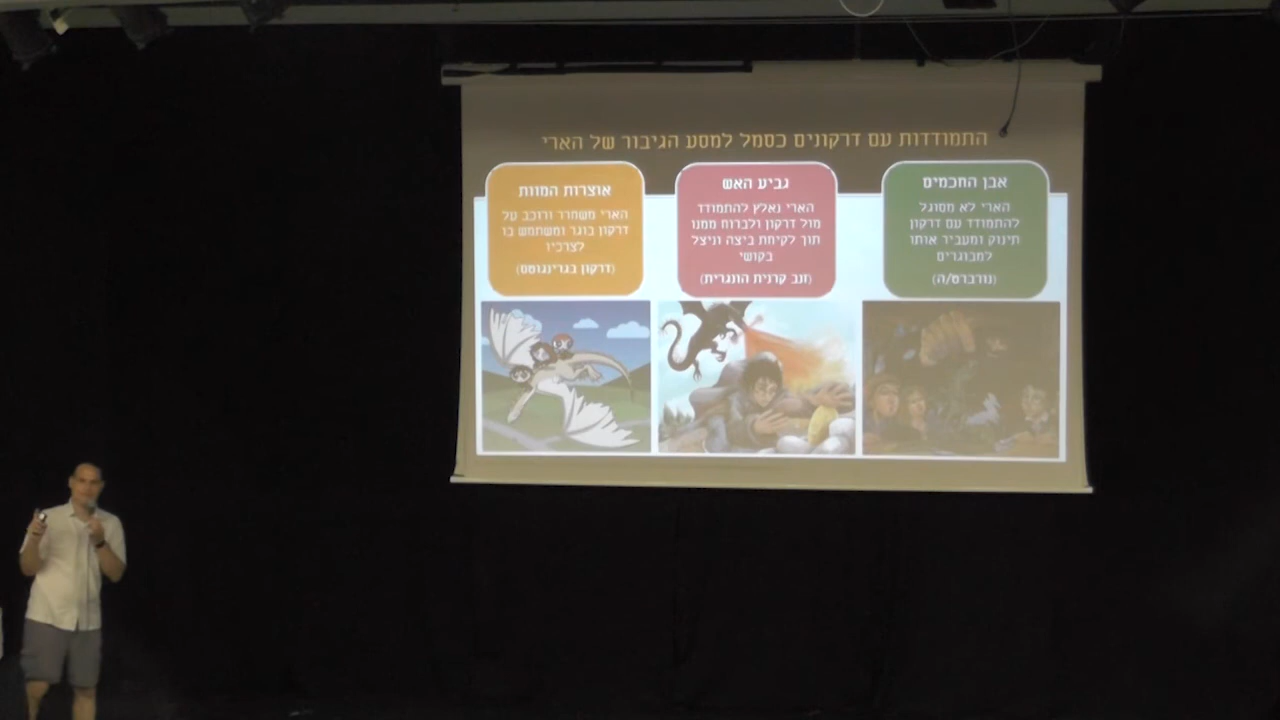 התמודדות עם דרקונים כסמל למסע הגיבור של הארי
אבן החכמים
הארי לא מסוגל
להתמודד עם דרקון
תינוק ומעביר אותו
למבוגרים
(נורברט/ה)
גביע האש
הארי נאלץ להתמודד
מול דרקון ולברוח ממנו
תוך לקיחת ביצה וניצל
בקושי
(זנב קרנית הונגרית)
אוצרות המוות
הארי משחרר ורוכב על
דרקון בוגר ומשתמש בו
לצרכיו
(דרקון בגרינגוטס)